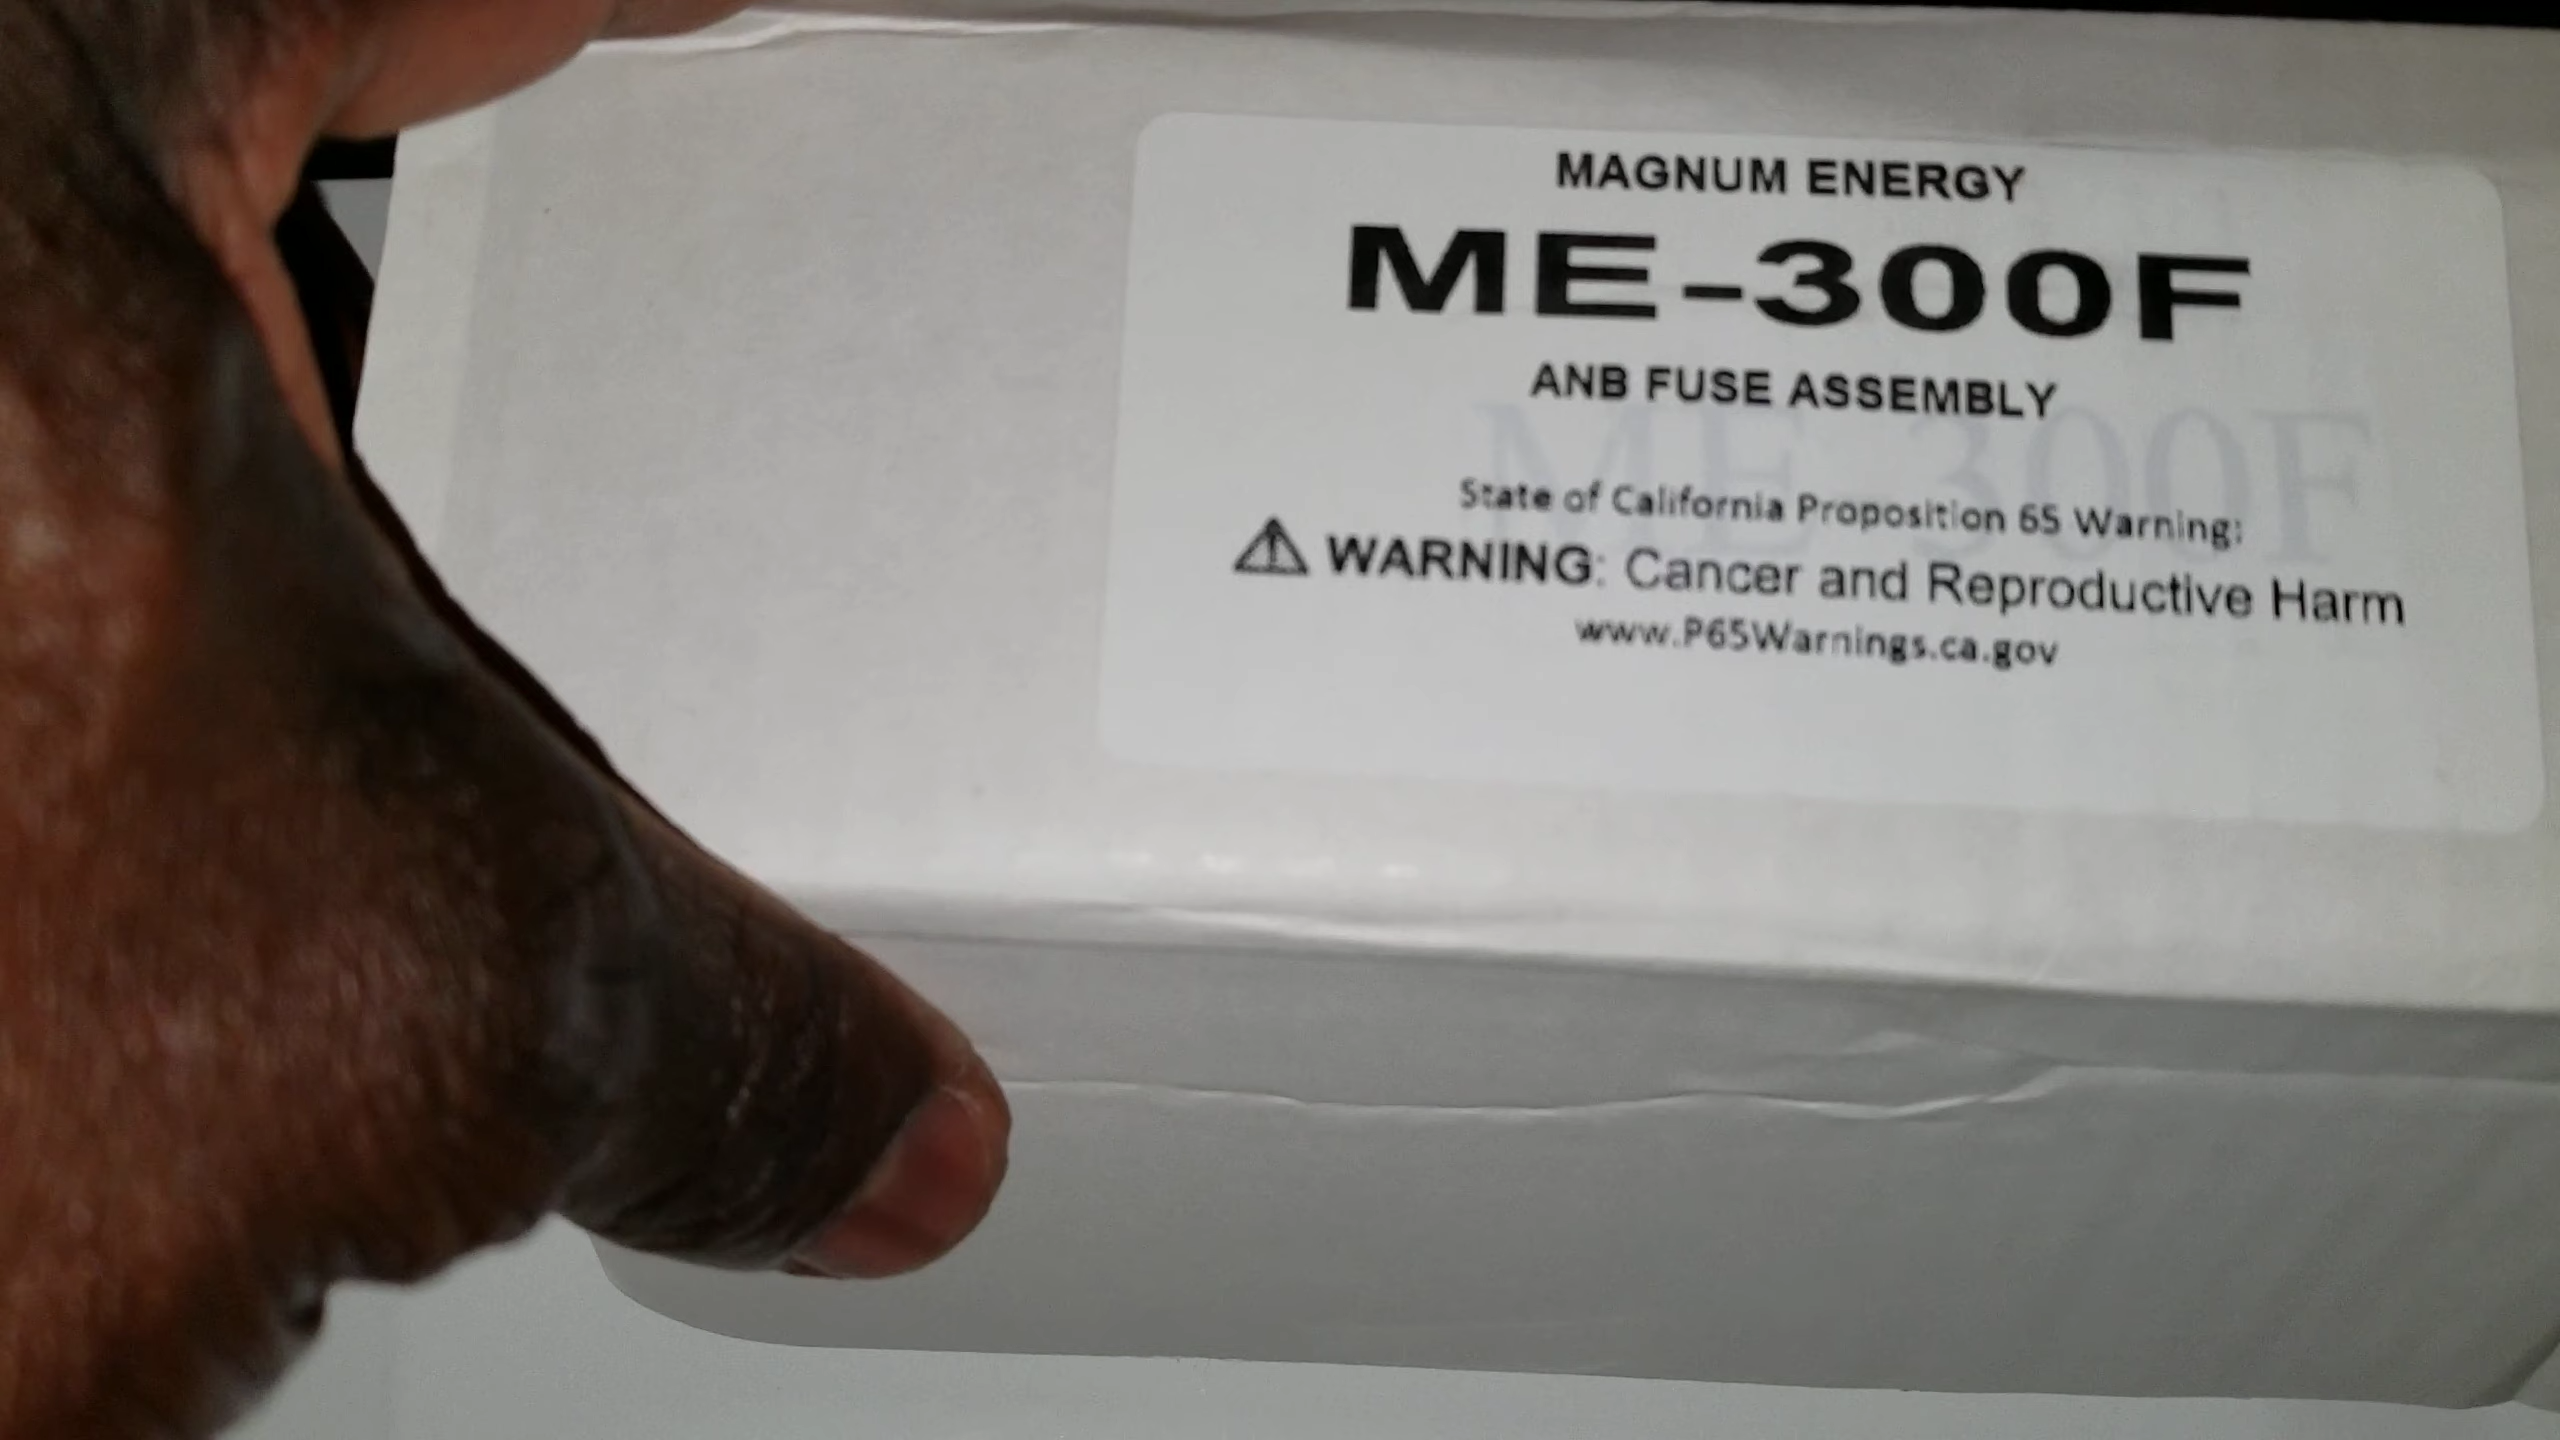 MAGNUM ENERGY
ME-300F
ANB FUSE ASSEMBLY
ME-300F
State of California Proposition 65 Warning:
WARNING: Cancer and Reproductive Harm
www.P65Warnings.ca.gov